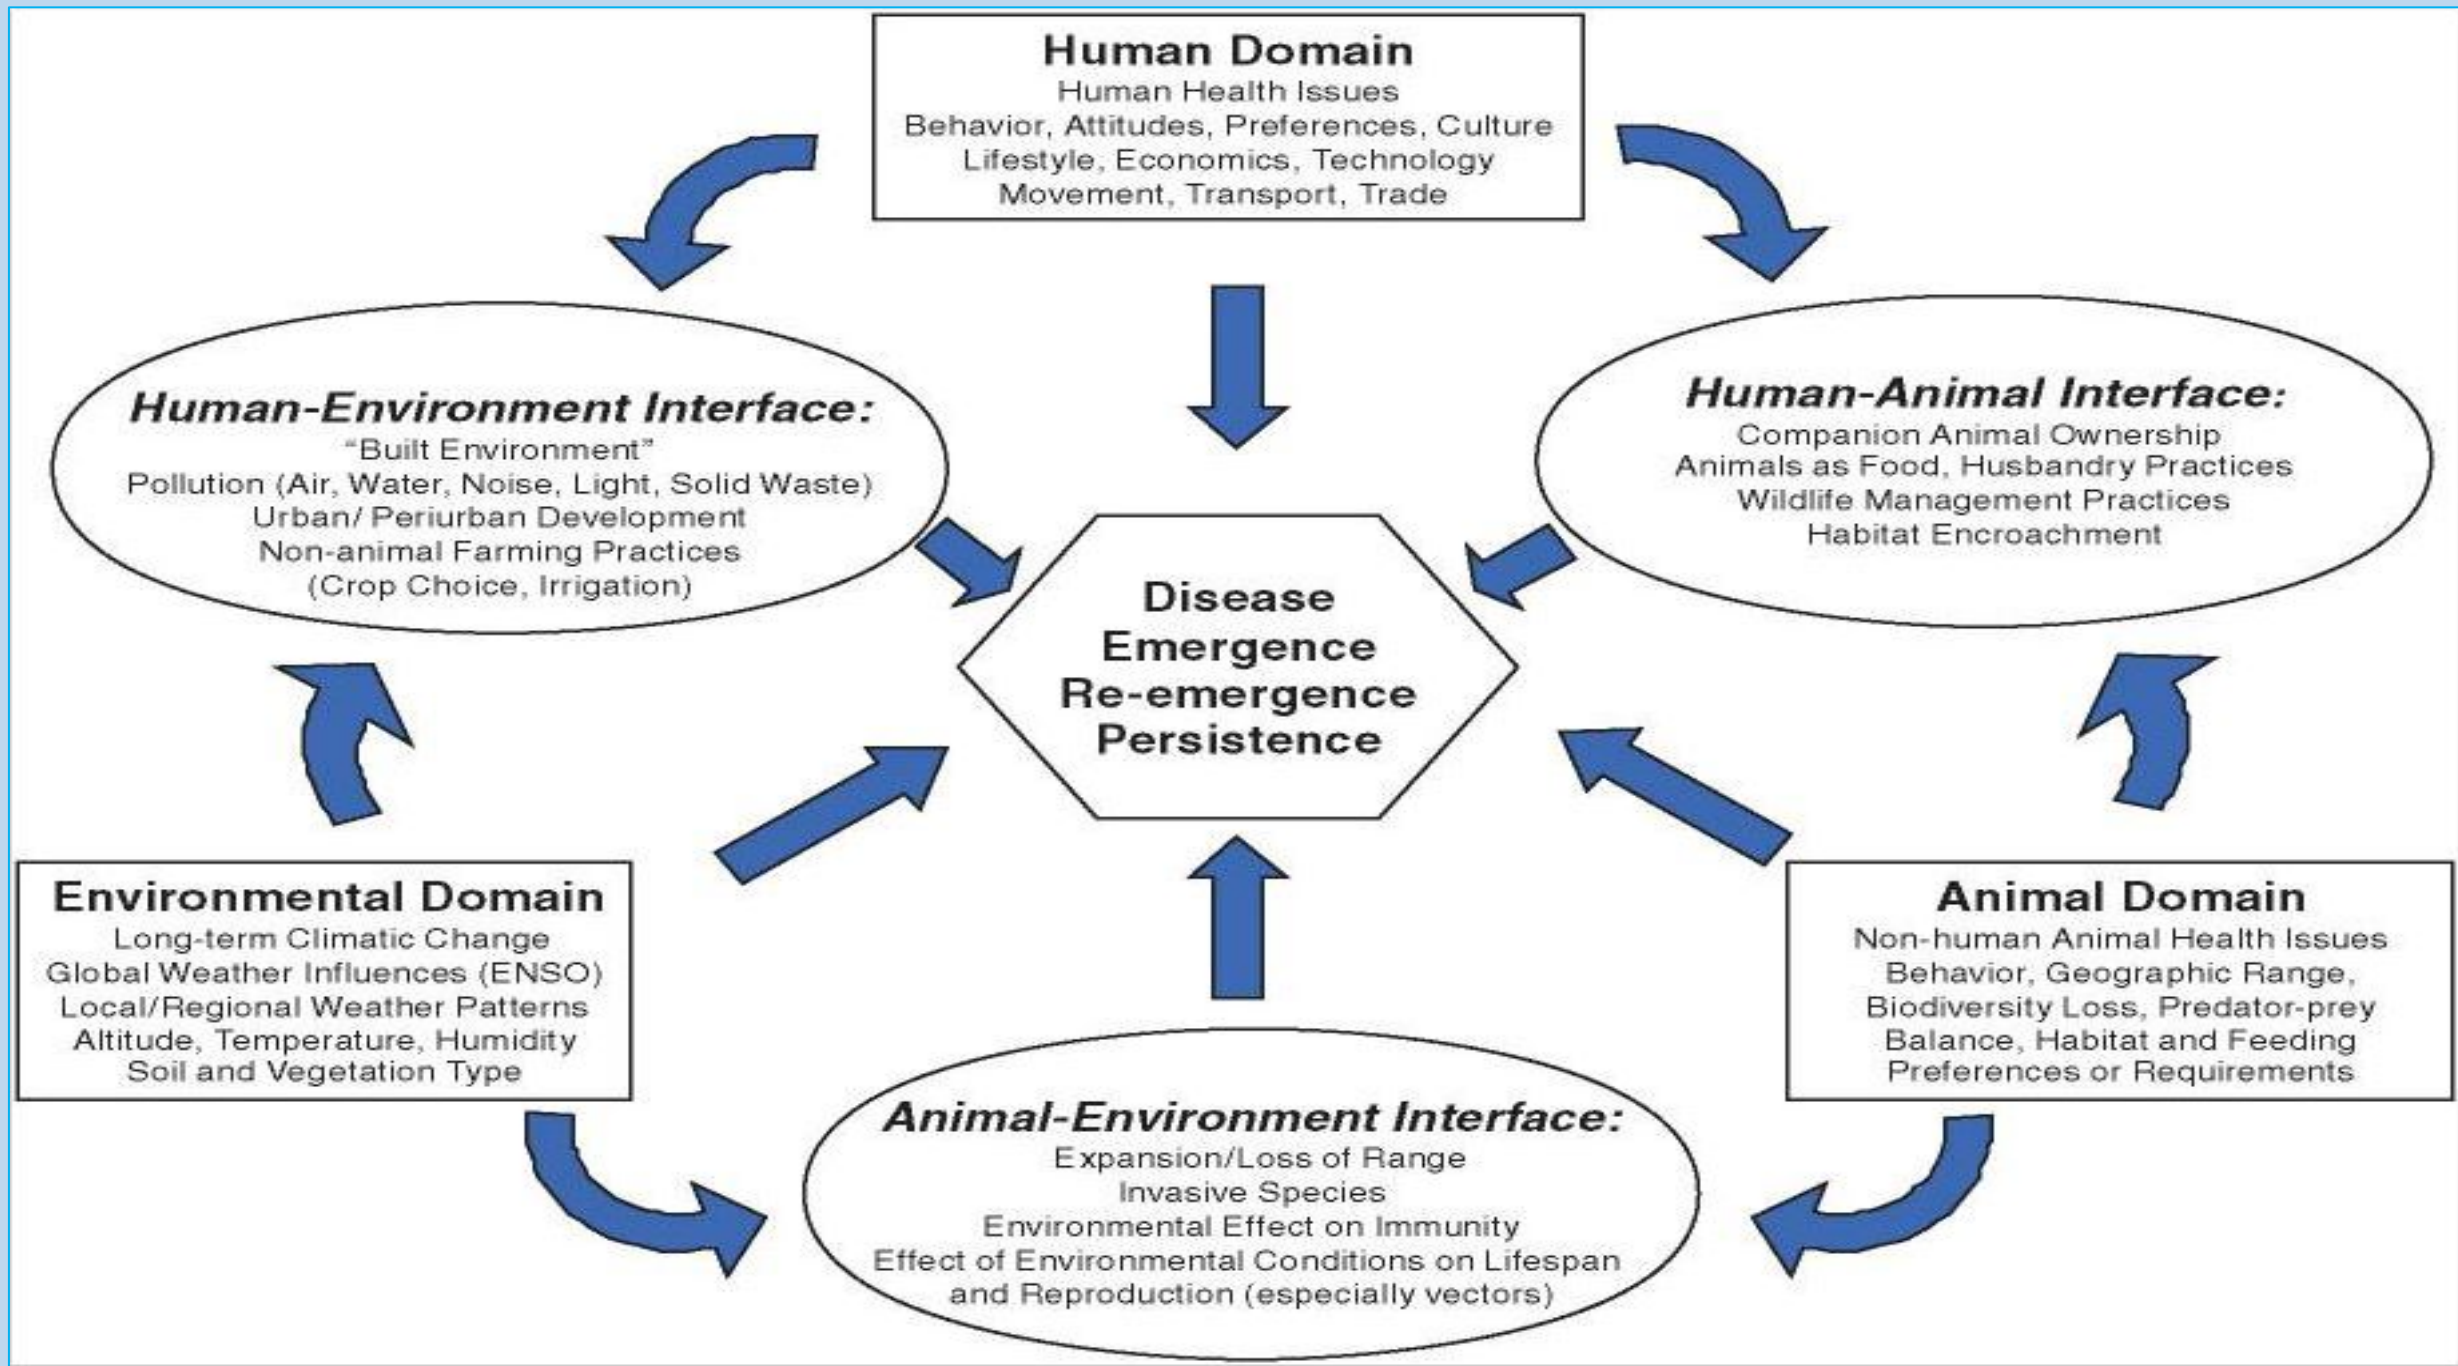 Human Domain
Human Health Issues
Behavior, Attitudes, Preferences, Culture
Lifestyle, Economics, Technology
Movement, Transport, Trade
Human-Environment Interface:
“Built Environment”
Pollution (Air, Water, Noise, Light, Solid Waste)
Urban/ Periurban Development
Non-animal Farming Practices
(Crop Choice, Irrigation)
Human-Animal Interface:
Companion Animal Ownership
Animals as Food, Husbandry Practices
Wildlife Management Practices
Habitat Encroachment
Disease
Emergence
Re-emergence
Persistence
Environmental Domain
Long-term Climatic Change
Global Weather Influences (ENSO)
Local/Regional Weather Patterns
Altitude, Temperature, Humidity
Soil and Vegetation Type
Animal Domain
Non-human Animal Health Issues
Behavior, Geographic Range,
Biodiversity Loss, Predator-prey
Balance, Habitat and Feeding
Preferences or Requirements
Animal-Environment Interface:
Expansion/Loss of Range
Invasive Species
Environmental Effect on Immunity
Effect of Environmental Conditions on Lifespan
and Reproduction (especially vectors)